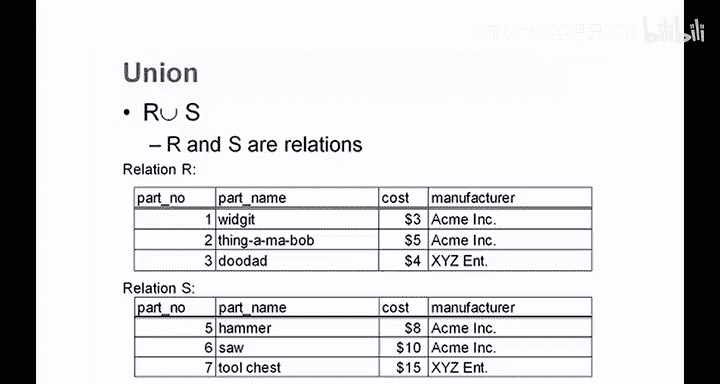 bilibili
Union
• R∪ S
– R and S are relations
Relation R:
part_no part_name cost manufacturer
1 widgit $3 Acme Inc.
2 thing-a-ma-bob $5 Acme Inc.
3 doodad $4 XYZ Ent.
Relation S:
part_no part_name cost manufacturer
5 hammer $8 Acme Inc.
6 saw $10 Acme Inc.
7 tool chest $15 XYZ Ent.